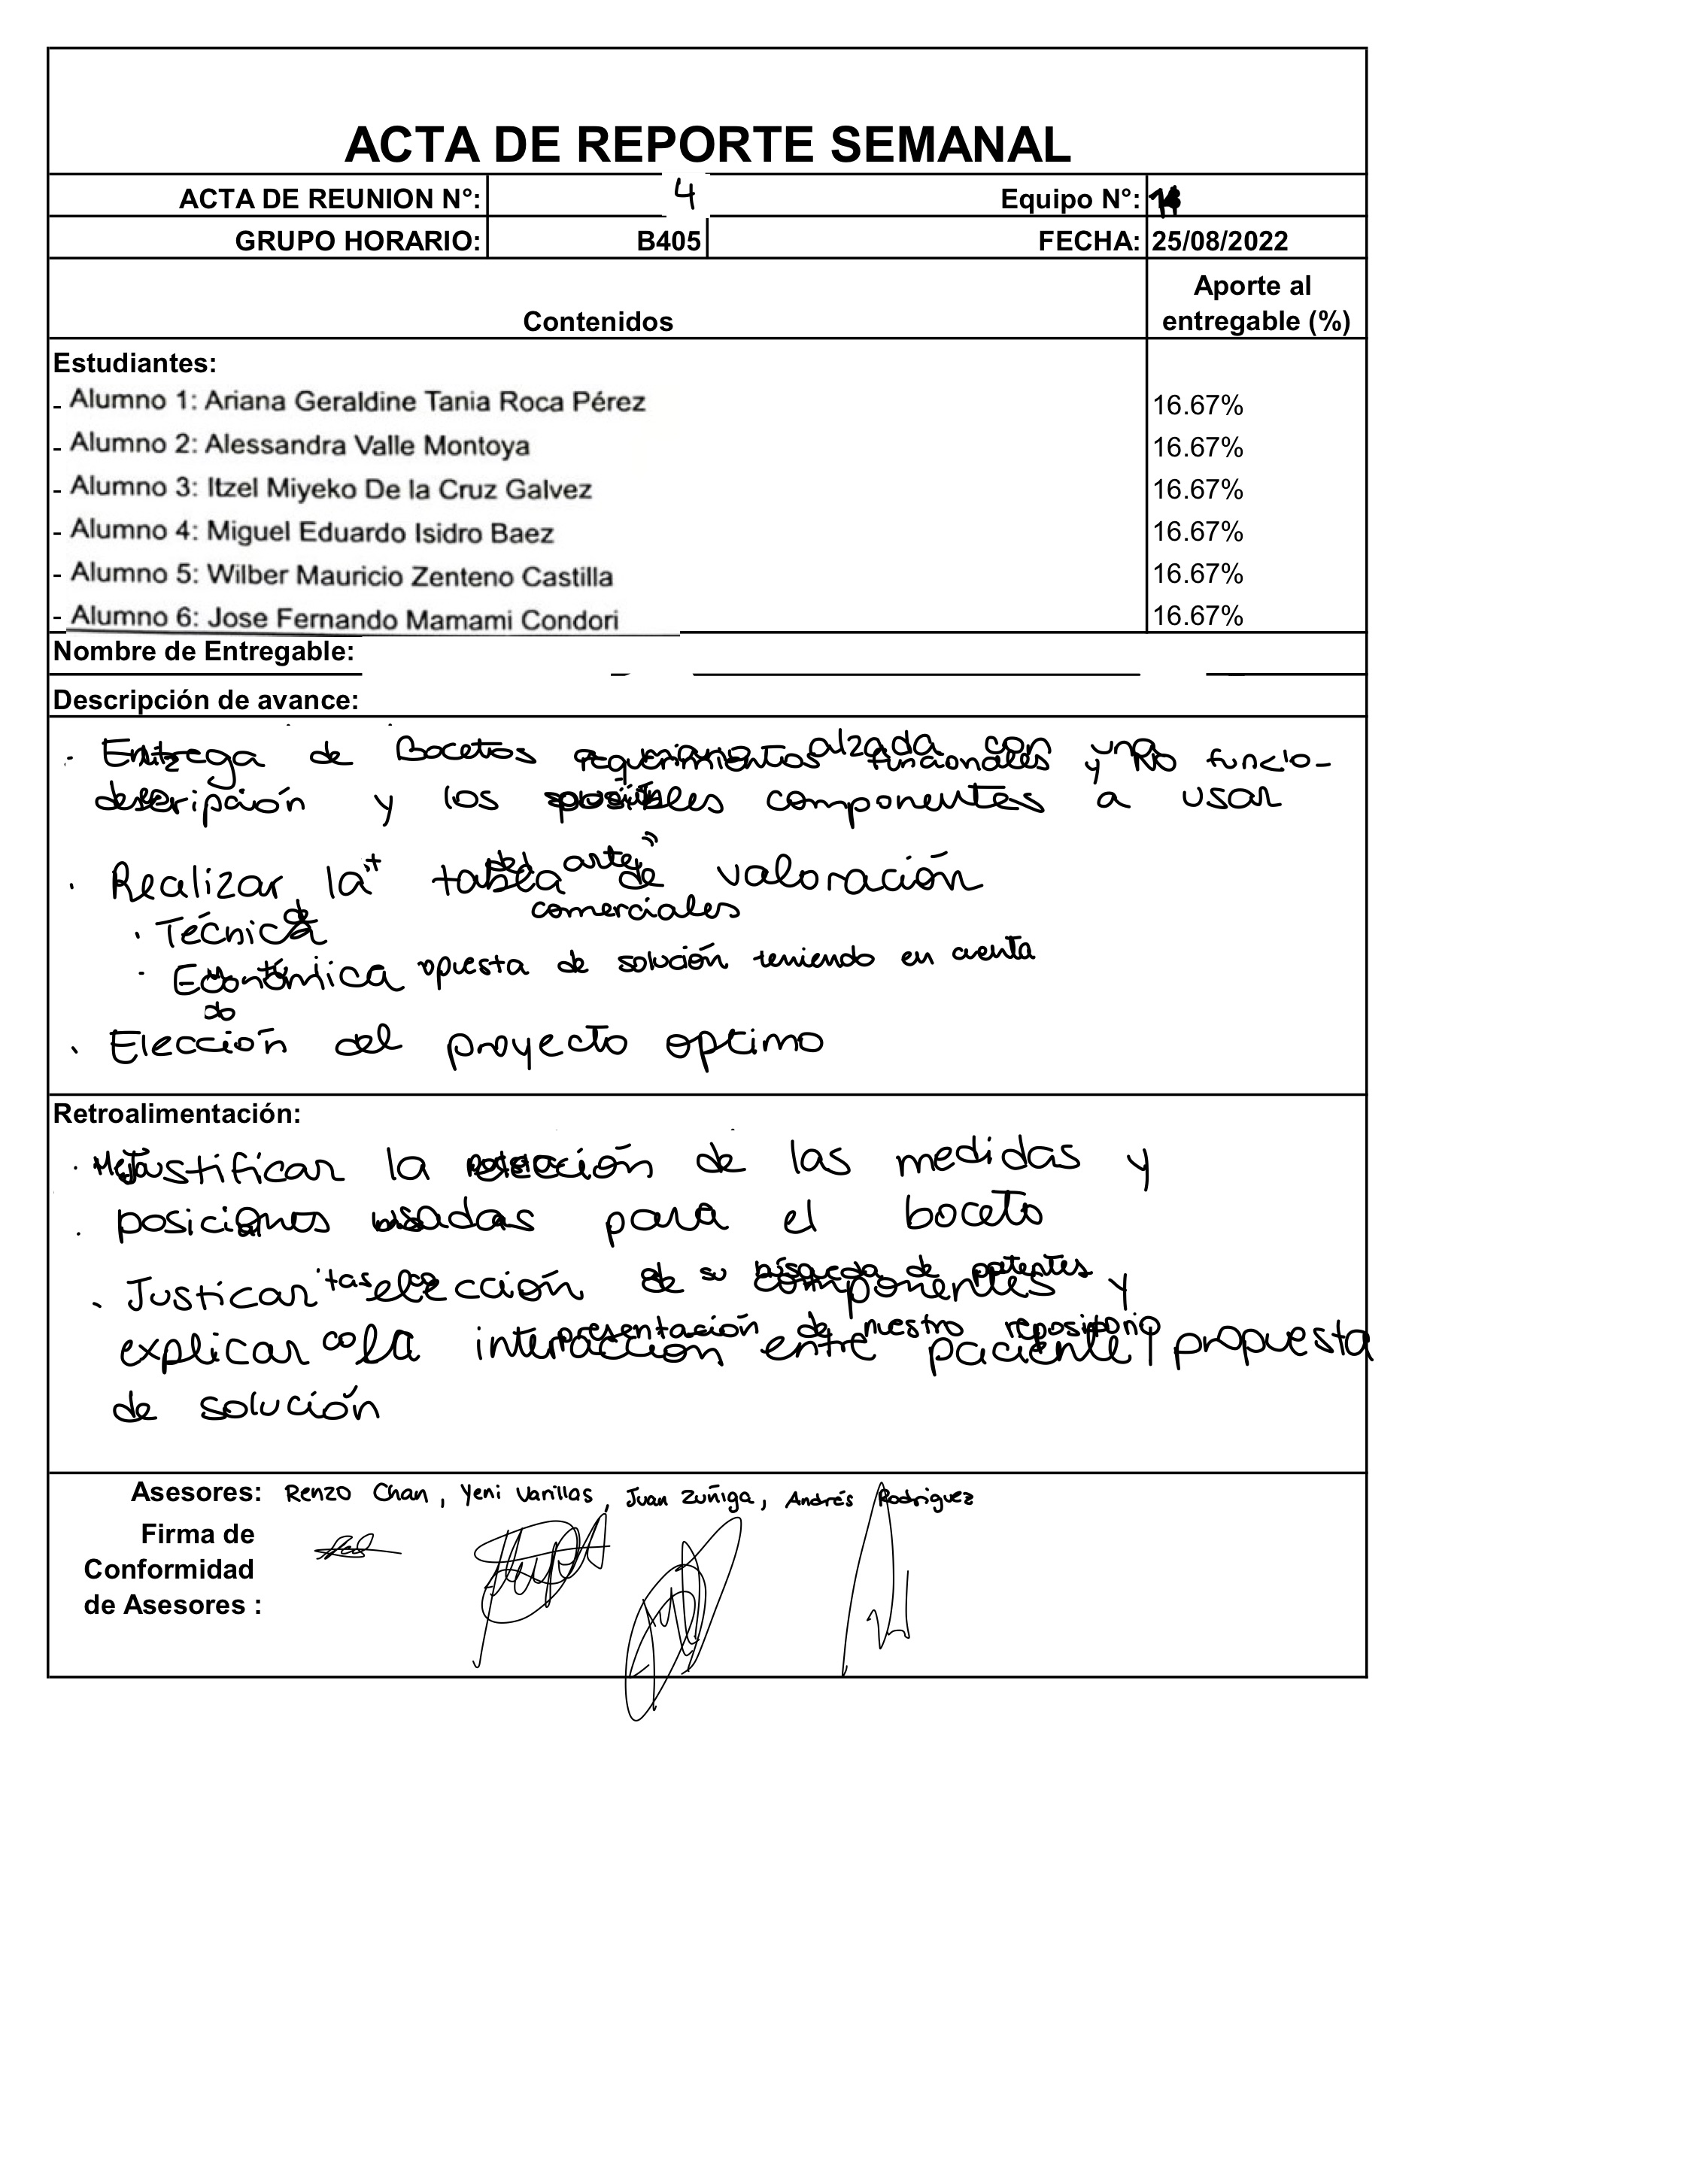 ACTA DE REPORTE SEMANAL
ACTA DE REUNION N°: 4 Equipo N°:
GRUPO HORARIO: B405 FECHA: 25/08/2022
Contenidos Aporte al entregable (%)
Estudiantes:
- Alumno 1: Ariana Geraldine Tania Roca Pérez 16.67%
- Alumno 2: Alessandra Valle Montoya 16.67%
- Alumno 3: Itzel Miyeko De la Cruz Galvez 16.67%
- Alumno 4: Miguel Eduardo Isidro Baez 16.67%
- Alumno 5: Wilber Mauricio Zenteno Castilla 16.67%
- Alumno 6: Jose Fernando Mamami Condori 16.67%
Nombre de Entregable:
Descripción de avance:
· Entrega de Bocetos requerimientos alzada con una funcionales y No funcio-
descripción y los posibles componentes a usar
· Realizar la tabla del arte" de valoración
comerciales
· Técnica
· Económica opuesta de solución teniendo en cuenta
· Elección del proyecto optimo
Retroalimentación:
· Justificar la de las medidas y
· posiciones usadas para el boceto
· Justicar elección de su búsqueda de patentes componentes y
presentación de nuestro repositorio
explicar la interacción entre paciente y propuesta
de solución
Asesores: Renzo Chan, Yeni Varillas, Juan Zuñiga, Andrés Rodriguez
Firma de
Conformidad
de Asesores :